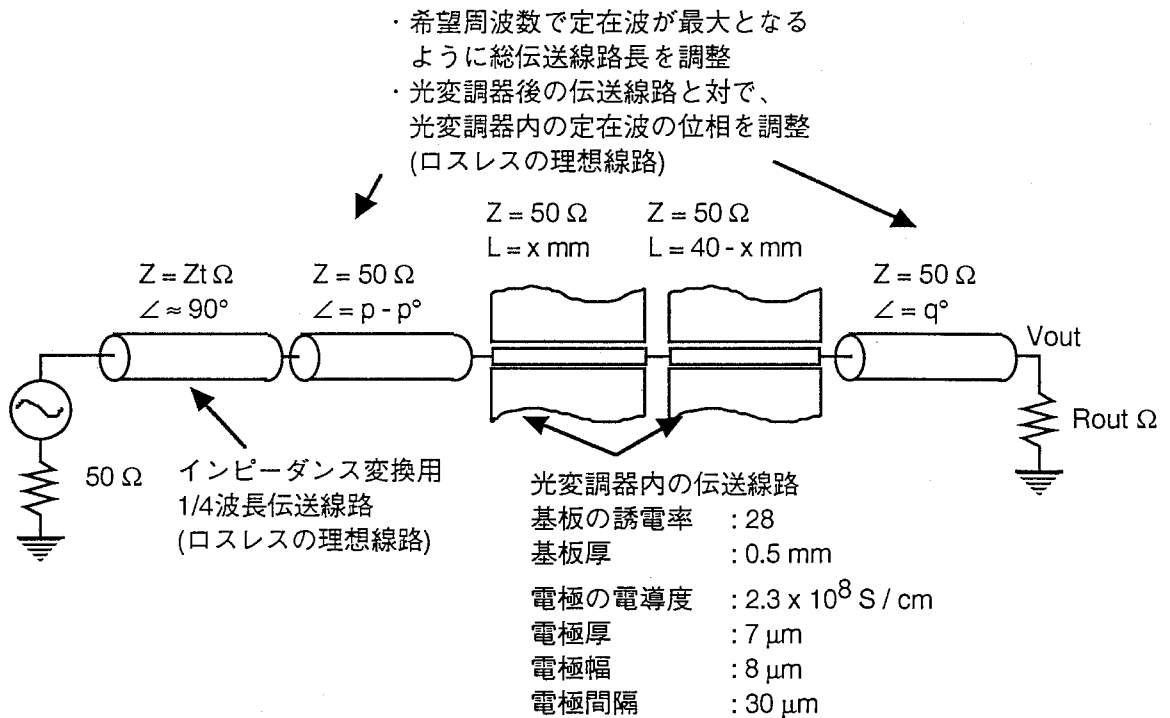 ・希望周波数で定在波が最大となる
ように総伝送線路長を調整
・光変調器後の伝送線路と対で、
光変調器内の定在波の位相を調整
(ロスレスの理想線路)
Z = 50 Ω
L = x mm
Z = 50 Ω
L = 40 - x mm
Z = Zt Ω
∠ ≈ 90°
Z = 50 Ω
∠ = p - p°
Z = 50 Ω
∠ = q°
Vout
Rout Ω
50 Ω
インピーダンス変換用
1/4波長伝送線路
(ロスレスの理想線路)
光変調器内の伝送線路
基板の誘電率 : 28
基板厚 : 0.5 mm
電極の電導度 : 2.3 x 10⁸ S / cm
電極厚 : 7 μm
電極幅 : 8 μm
電極間隔 : 30 μm